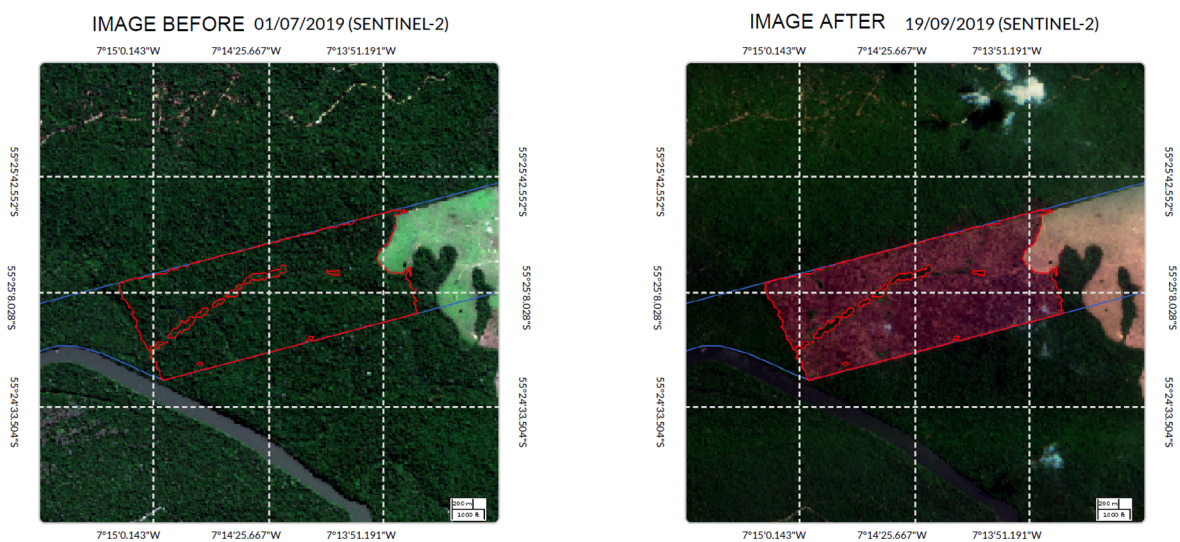 IMAGE BEFORE 01/07/2019 (SENTINEL-2)
7°15'0.143"W 7°14'25.667"W 7°13'51.191"W
55°25'42.552"S
55°25'8.028"S
55°24'33.504"S
55°25'42.552"S
55°25'8.028"S
55°24'33.504"S
200 m
1000 ft
7°15'0.143"W 7°14'25.667"W 7°13'51.191"W
IMAGE AFTER 19/09/2019 (SENTINEL-2)
7°15'0.143"W 7°14'25.667"W 7°13'51.191"W
55°25'42.552"S
55°25'8.028"S
55°24'33.504"S
55°25'42.552"S
55°25'8.028"S
55°24'33.504"S
200 m
1000 ft
7°15'0.143"W 7°14'25.667"W 7°13'51.191"W